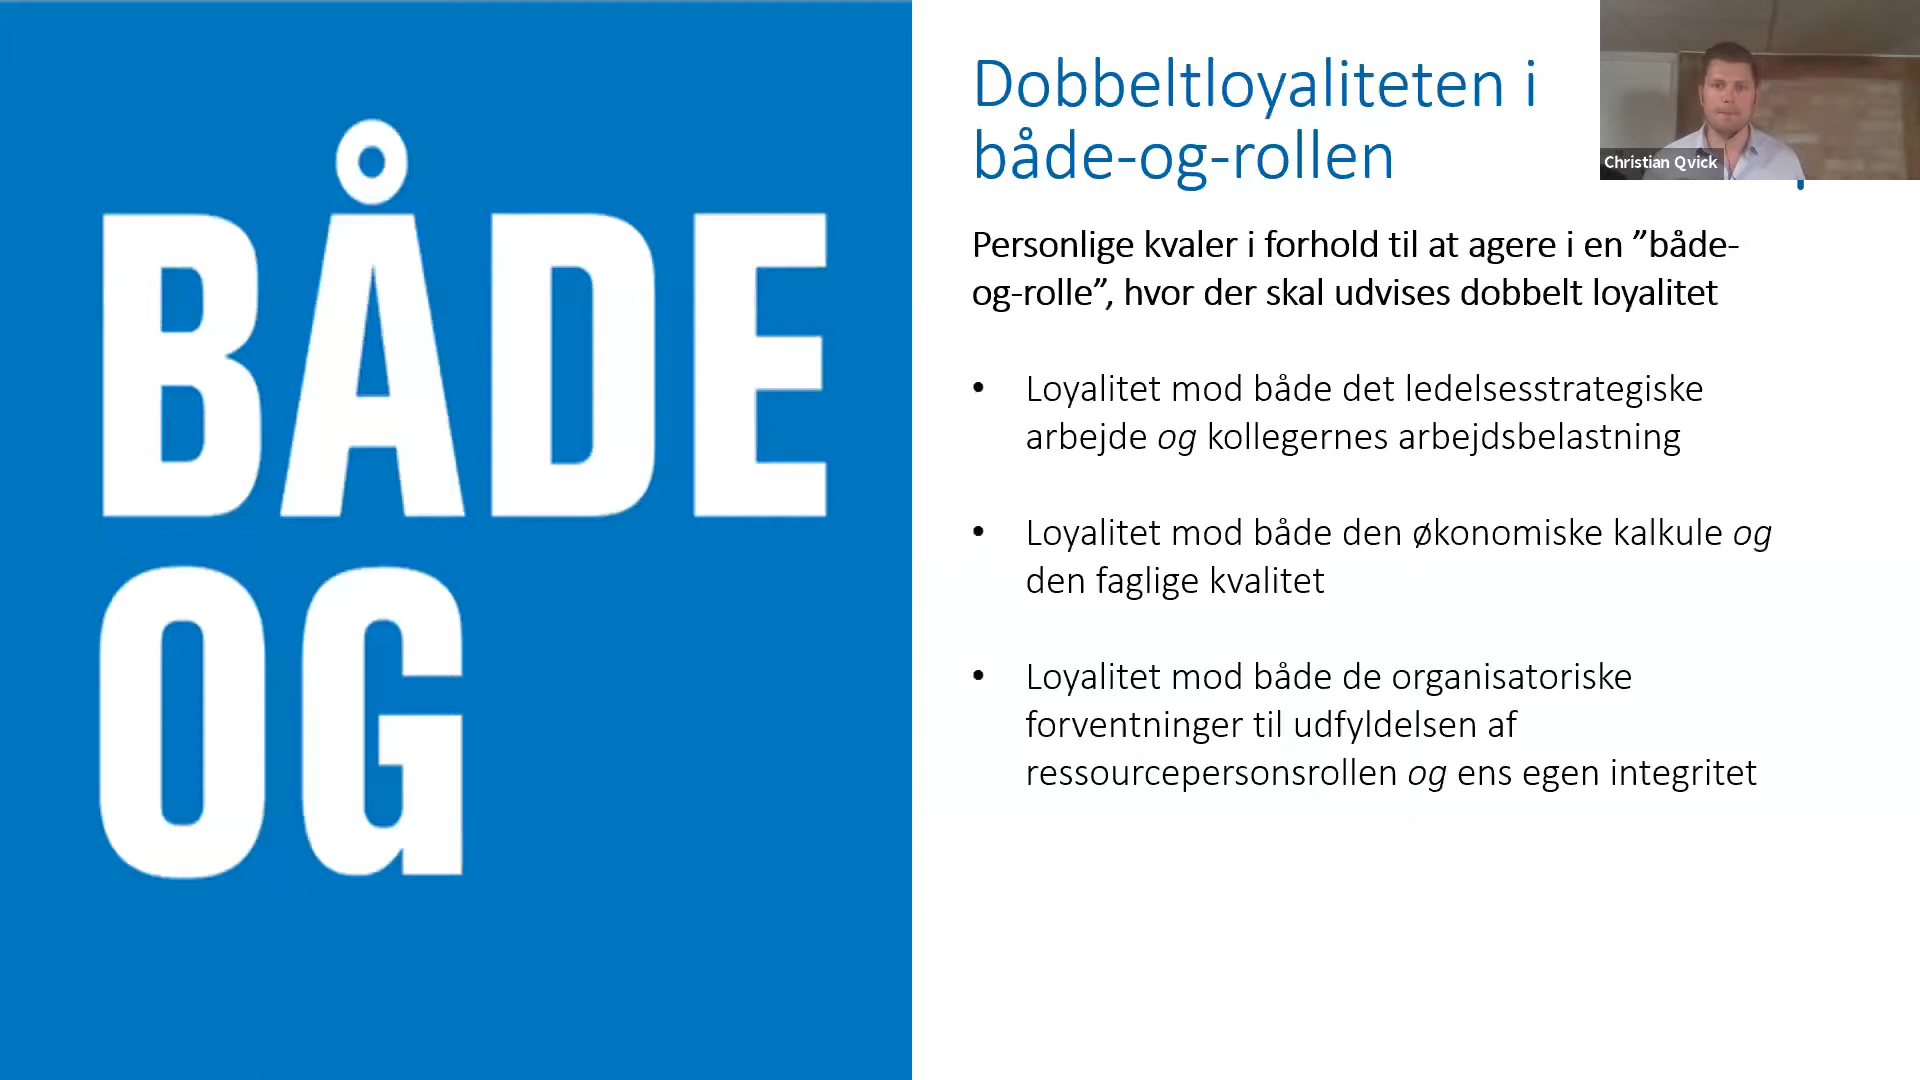 BÅDE
OG
Dobbeltloyaliteten i
både-og-rollen
Christian Qvick
Personlige kvaler i forhold til at agere i en ”både-
og-rolle”, hvor der skal udvises dobbelt loyalitet
• Loyalitet mod både det ledelsesstrategiske
arbejde og kollegernes arbejdsbelastning
• Loyalitet mod både den økonomiske kalkule og
den faglige kvalitet
• Loyalitet mod både de organisatoriske
forventninger til udfyldelsen af
ressourcepersonsrollen og ens egen integritet